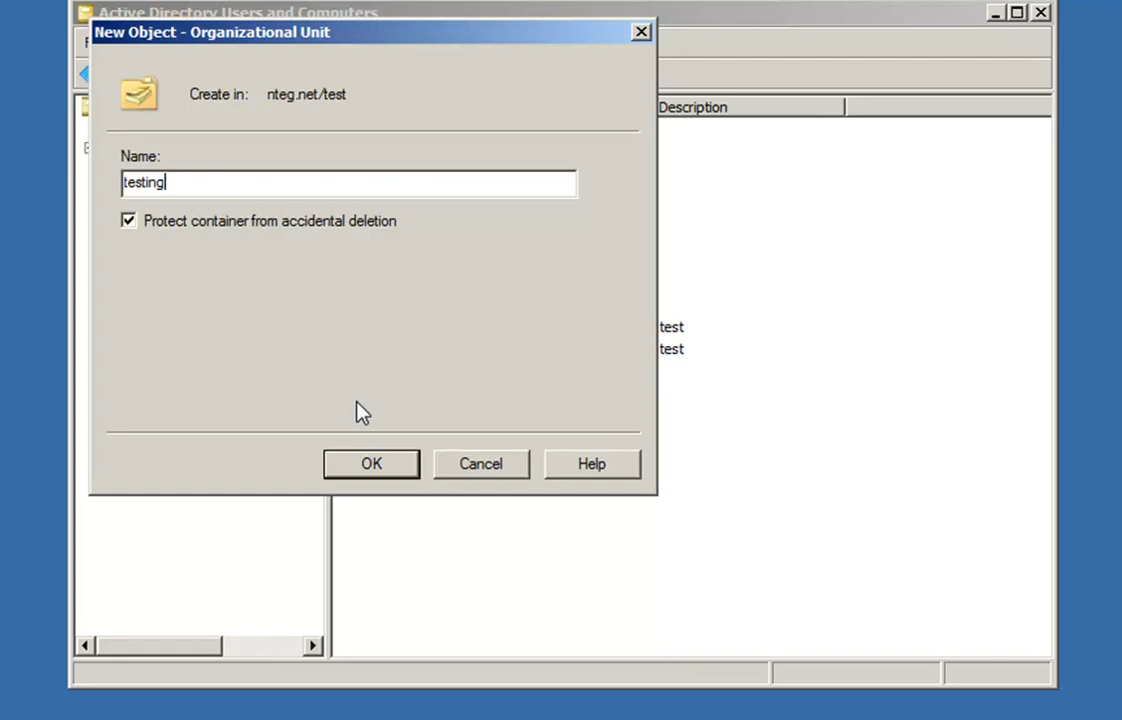 Active Directory Users and Computers
New Object - Organizational Unit
Create in: nteg.net/test
Description
Name:
testing
Protect container from accidental deletion
test
test
OK Cancel Help